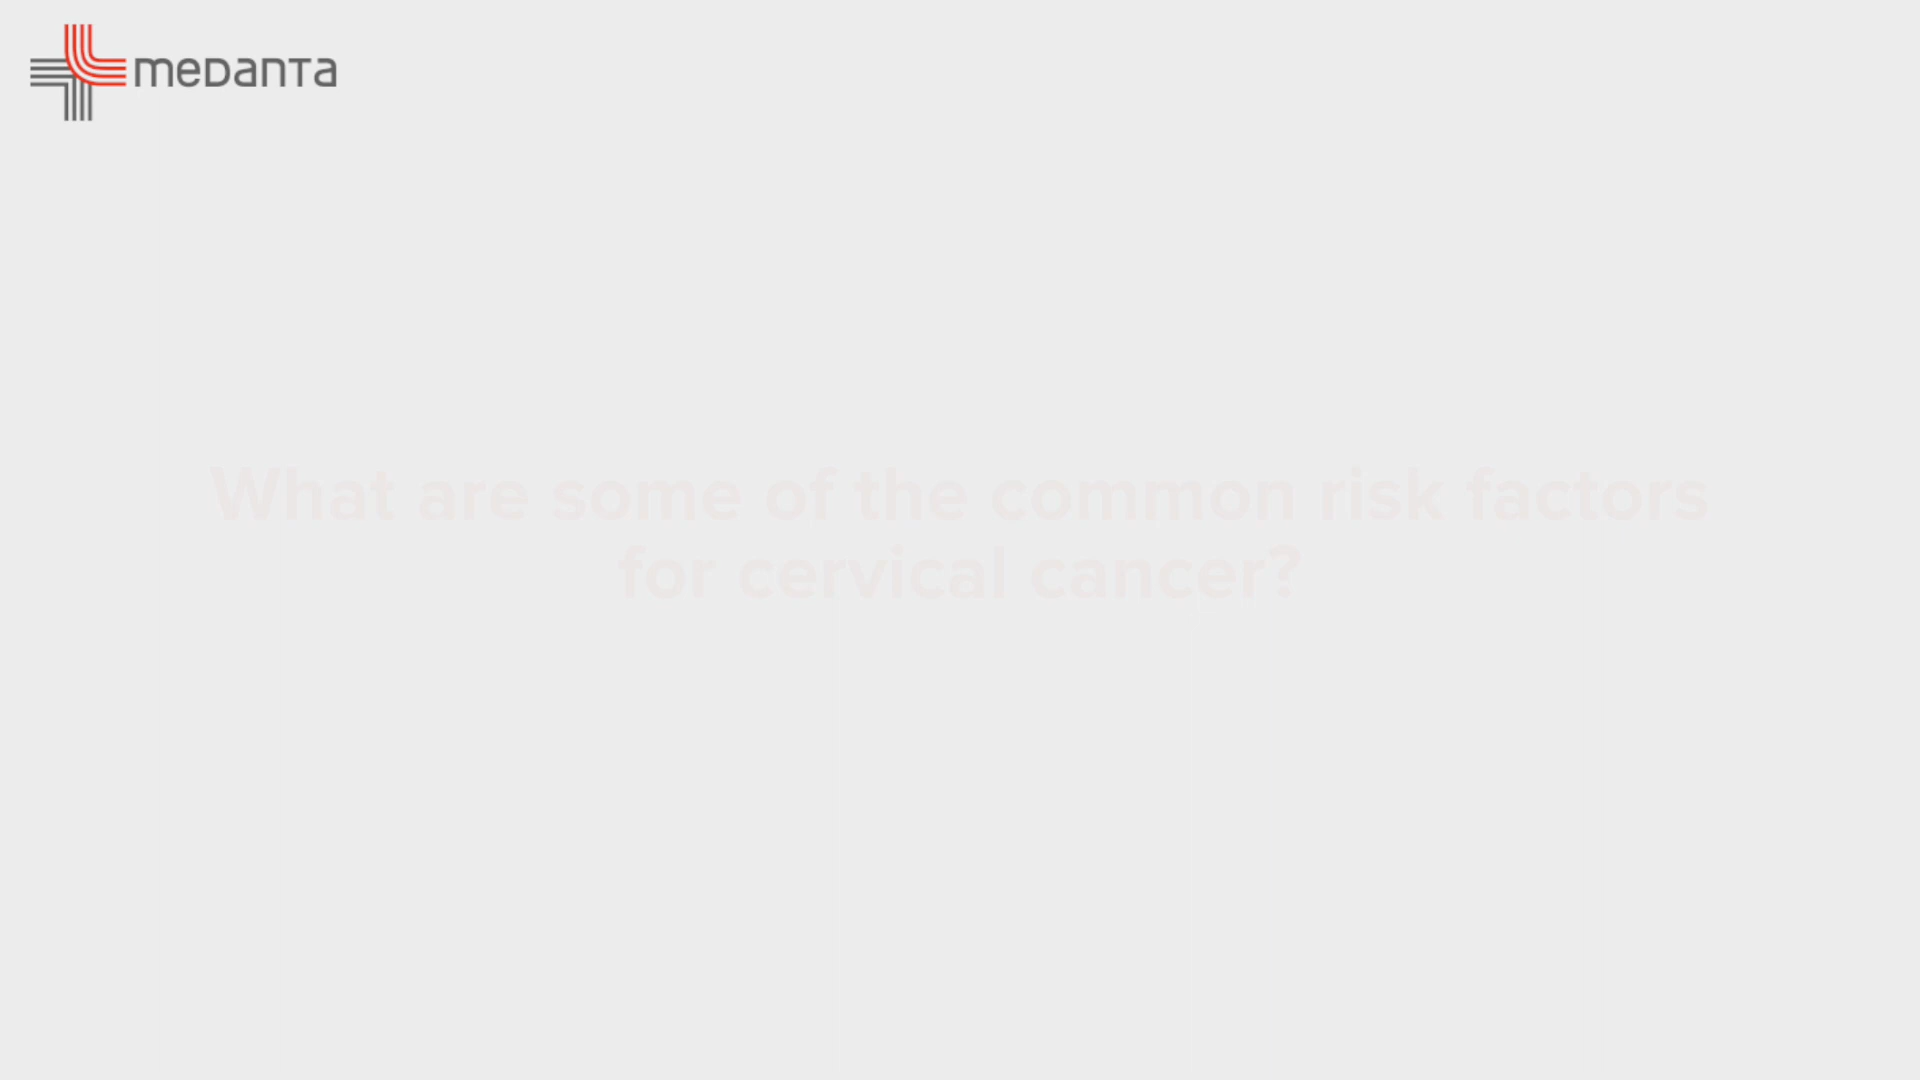 meDanTa
What are some of the common risk factors
for cervical cancer?